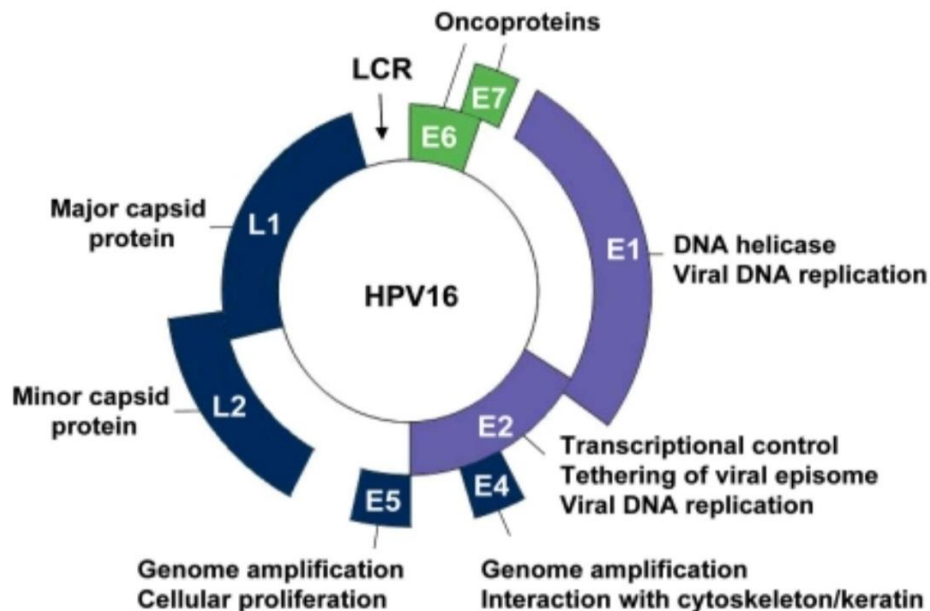 Oncoproteins
LCR
E7
E6
L1
Major capsid
protein
E1
DNA helicase
Viral DNA replication
HPV16
Minor capsid
protein
L2
E2
Transcriptional control
Tethering of viral episome
Viral DNA replication
E5
E4
Genome amplification
Cellular proliferation
Genome amplification
Interaction with cytoskeleton/keratin